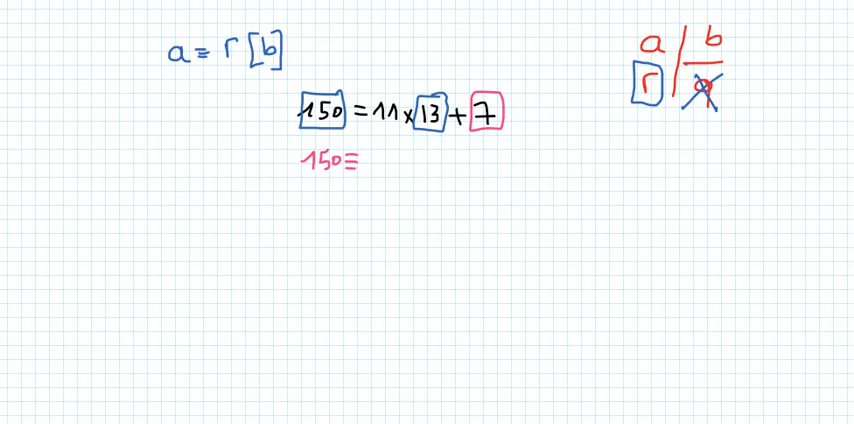 a ≡ r [b]
a | b
r | q
150 = 11 × 13 + 7
150 ≡